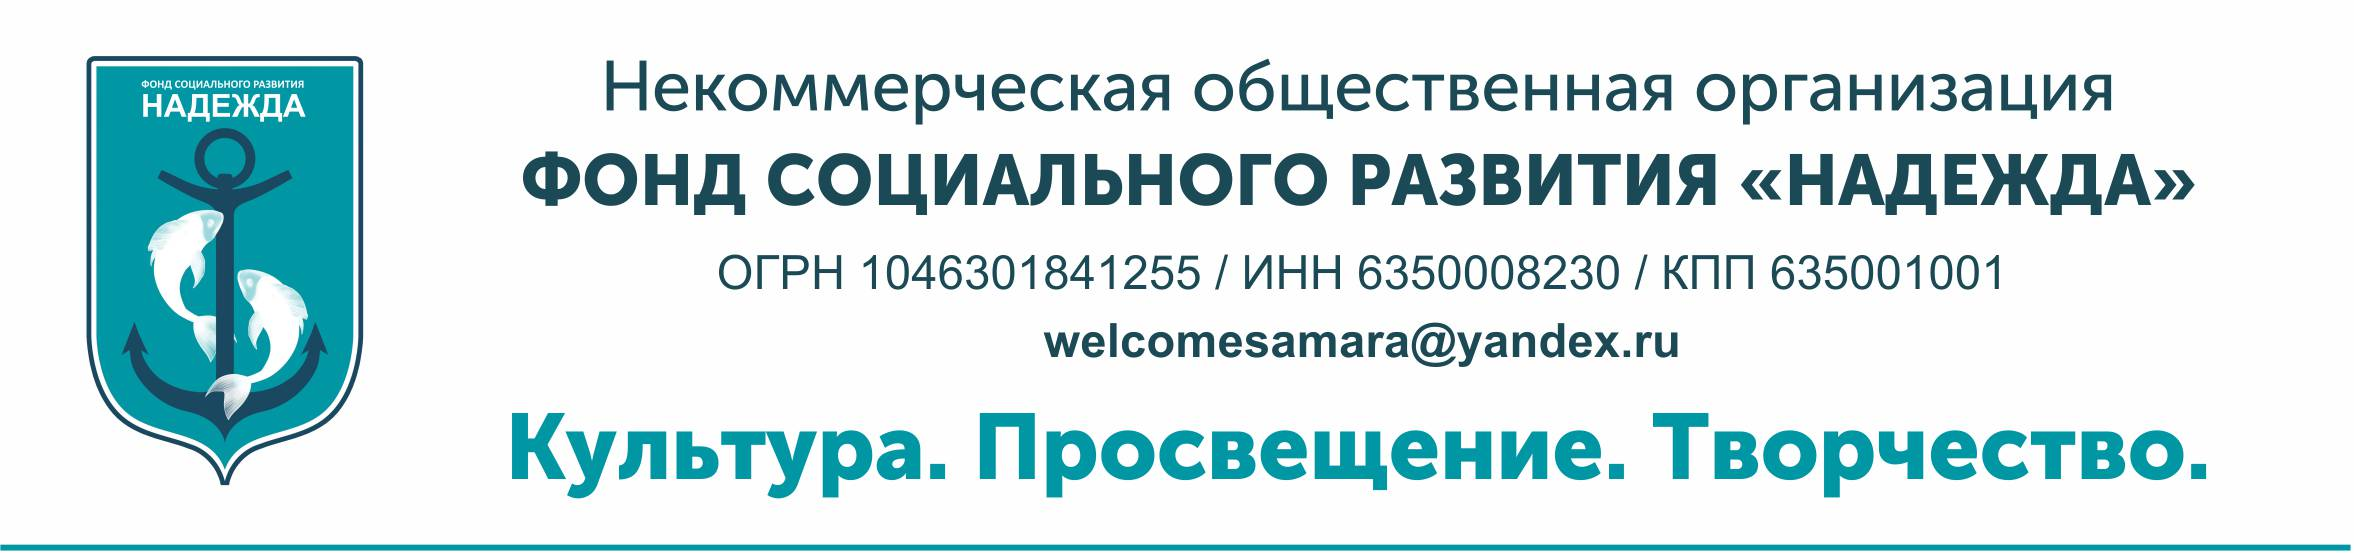 ФОНД СОЦИАЛЬНОГО РАЗВИТИЯ
НАДЕЖДА
Некоммерческая общественная организация
ФОНД СОЦИАЛЬНОГО РАЗВИТИЯ «НАДЕЖДА»
ОГРН 1046301841255 / ИНН 6350008230 / КПП 635001001
welcomesamara@yandex.ru
Культура. Просвещение. Творчество.